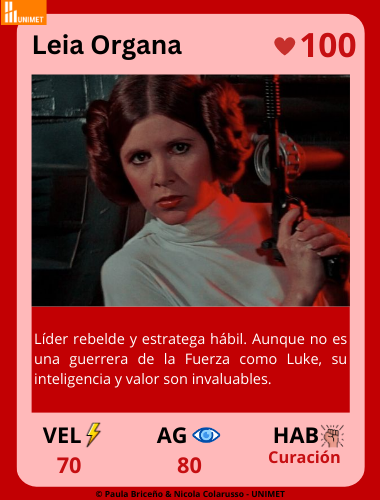 UNIMET
Leia Organa
100
Líder rebelde y estratega hábil. Aunque no es
una guerrera de la Fuerza como Luke, su
inteligencia y valor son invaluables.
VEL AG HAB
70 80 Curación
© Paula Briceño & Nicola Colarusso - UNIMET